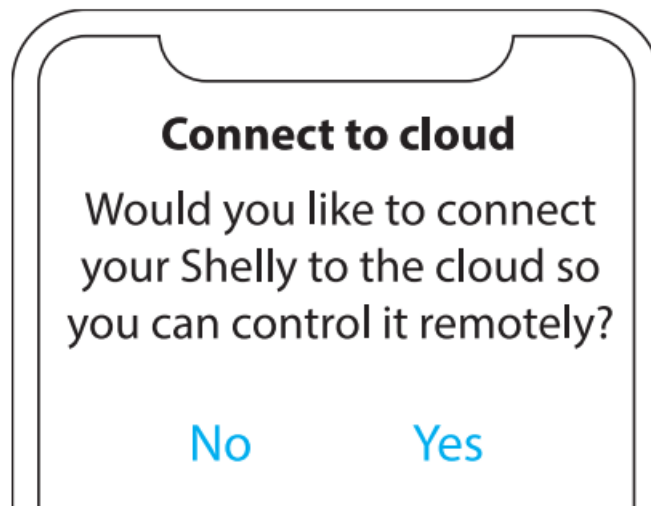 Connect to cloud
Would you like to connect
your Shelly to the cloud so
you can control it remotely?
No Yes